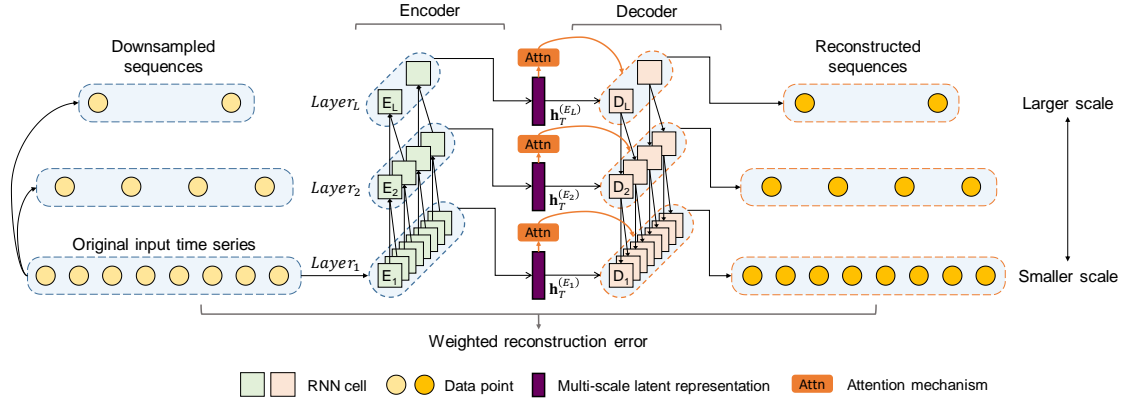 Encoder
Decoder
Downsampled
sequences
Reconstructed
sequences
Attn
Layer_L
E_L
D_L
h_T^(E_L)
Larger scale
Attn
Layer_2
E_2
D_2
h_T^(E_2)
Original input time series
Attn
Layer_1
E_1
D_1
h_T^(E_1)
Smaller scale
Weighted reconstruction error
RNN cell
Data point
Multi-scale latent representation
Attn
Attention mechanism